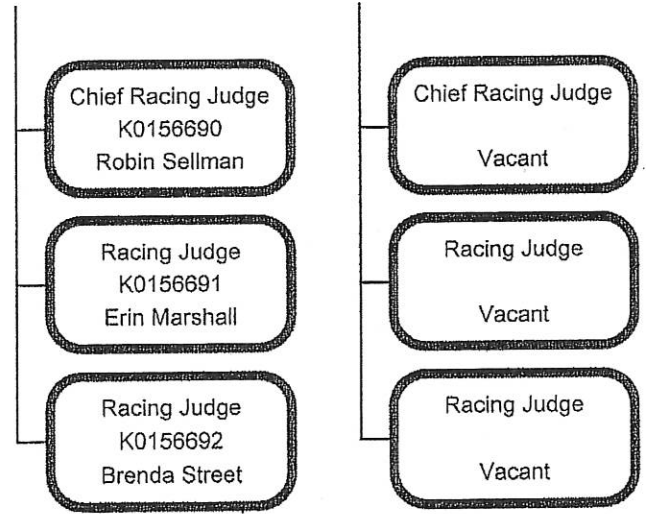 Chief Racing Judge
K0156690
Robin Sellman
Racing Judge
K0156691
Erin Marshall
Racing Judge
K0156692
Brenda Street
Chief Racing Judge
Vacant
Racing Judge
Vacant
Racing Judge
Vacant